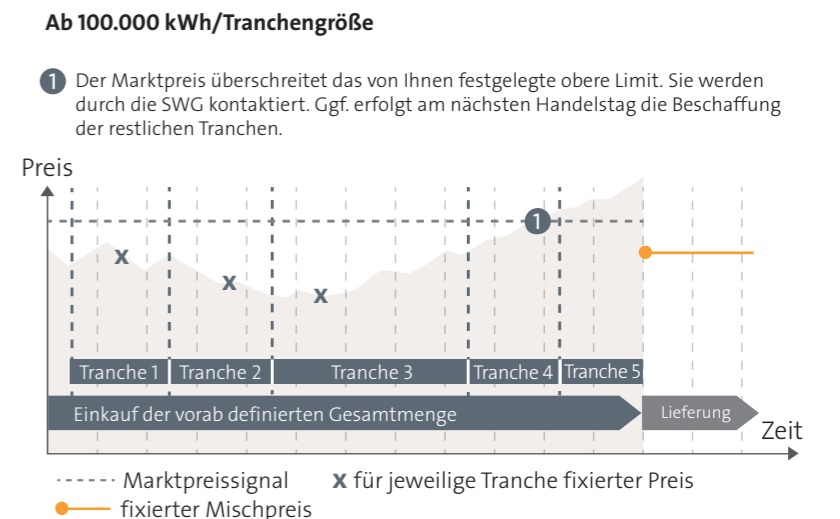 Ab 100.000 kWh/Tranchengröße
1 Der Marktpreis überschreitet das von Ihnen festgelegte obere Limit. Sie werden
durch die SWG kontaktiert. Ggf. erfolgt am nächsten Handelstag die Beschaffung
der restlichen Tranchen.
Preis
1
x
x
x
Tranche 1 Tranche 2 Tranche 3 Tranche 4 Tranche 5
Einkauf der vorab definierten Gesamtmenge Lieferung
Zeit
Marktpreissignal x für jeweilige Tranche fixierter Preis
fixierter Mischpreis